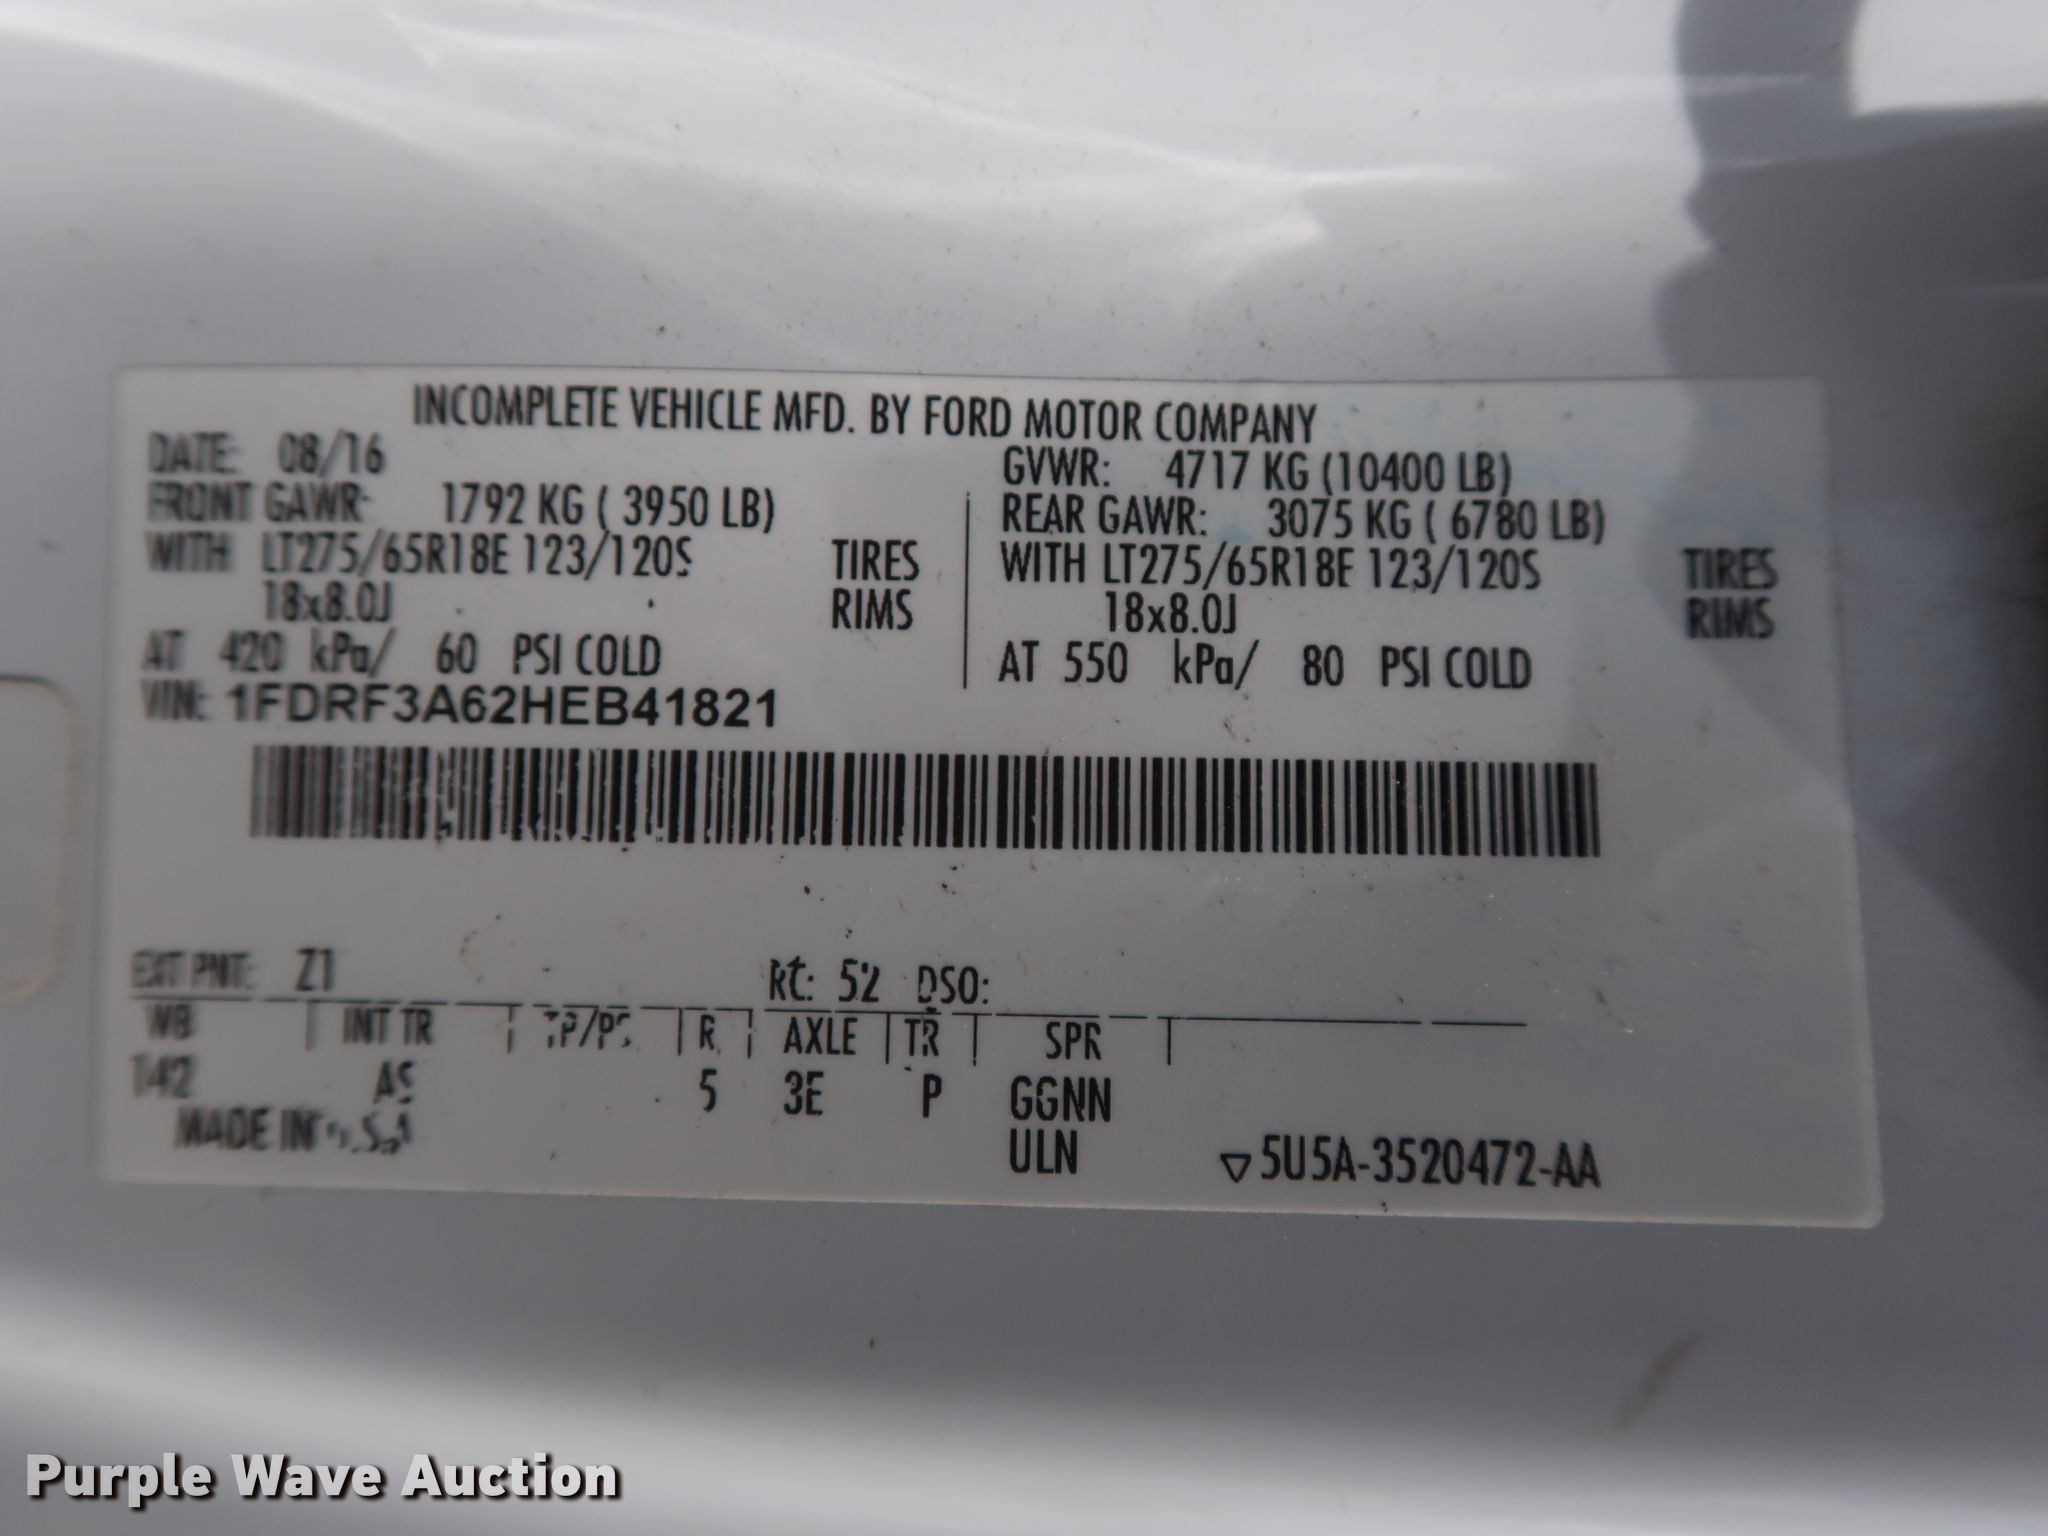 INCOMPLETE VEHICLE MFD. BY FORD MOTOR COMPANY
DATE: 08/16
GVWR: 4717 KG (10400 LB)
FRONT GAWR: 1792 KG ( 3950 LB)
REAR GAWR: 3075 KG ( 6780 LB)
WITH LT275/65R18E 123/120S TIRES
WITH LT275/65R18E 123/120S TIRES
18x8.0J RIMS
18x8.0J RIMS
AT 420 kPa/ 60 PSI COLD
AT 550 kPa/ 80 PSI COLD
VIN: 1FDRF3A62HEB41821
EXT PNT: Z1 RC: 52 DSO:
WB INT TR TP/PS R AXLE TR SPR
142 AS 5 3E P GGNN
MADE IN U.S.A
ULN
▽5U5A-3520472-AA
Purple Wave Auction